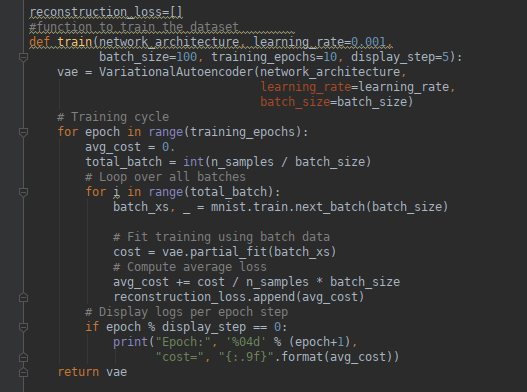 reconstruction_loss=[]
#function to train the dataset
def train(network_architecture, learning_rate=0.001,
batch_size=100, training_epochs=10, display_step=5):
vae = VariationalAutoencoder(network_architecture,
learning_rate=learning_rate,
batch_size=batch_size)
# Training cycle
for epoch in range(training_epochs):
avg_cost = 0.
total_batch = int(n_samples / batch_size)
# Loop over all batches
for i in range(total_batch):
batch_xs, _ = mnist.train.next_batch(batch_size)
# Fit training using batch data
cost = vae.partial_fit(batch_xs)
# Compute average loss
avg_cost += cost / n_samples * batch_size
reconstruction_loss.append(avg_cost)
# Display logs per epoch step
if epoch % display_step == 0:
print("Epoch:", '%04d' % (epoch+1),
"cost=", "{:.9f}".format(avg_cost))
return vae